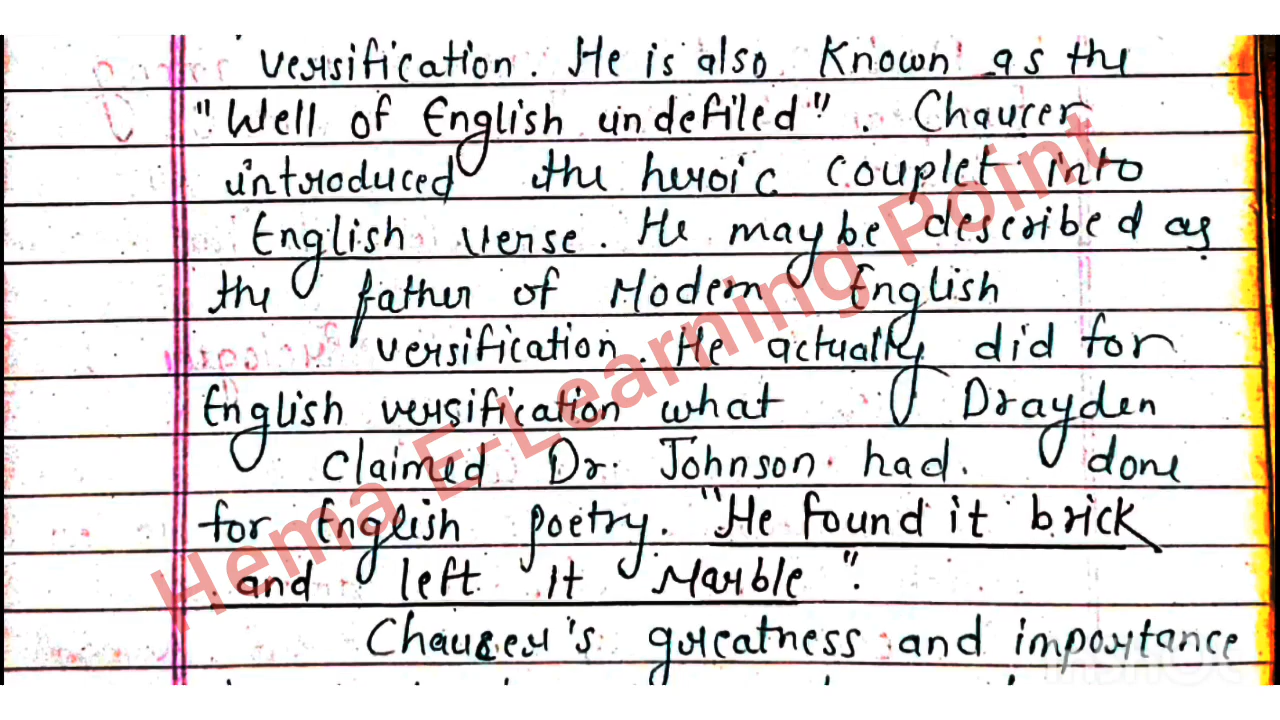 versification. He is also Known as the
"Well of English undefiled". Chaucer
introduced the heroic couplet into
English verse. He may be described as
the father of Modern English
versification. He actually did for
English versification what Drayden
claimed Dr. Johnson had. done
for English poetry. "He found it brick
and left it Marble".
Chaucer's greatness and importance
Hema E-Learning Point